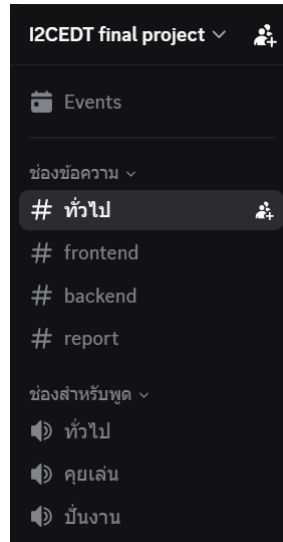 I2CEDT final project
Events
ช่องข้อความ
# ทั่วไป
# frontend
# backend
# report
ช่องสำหรับพูด
ทั่วไป
คุยเล่น
ปั่นงาน